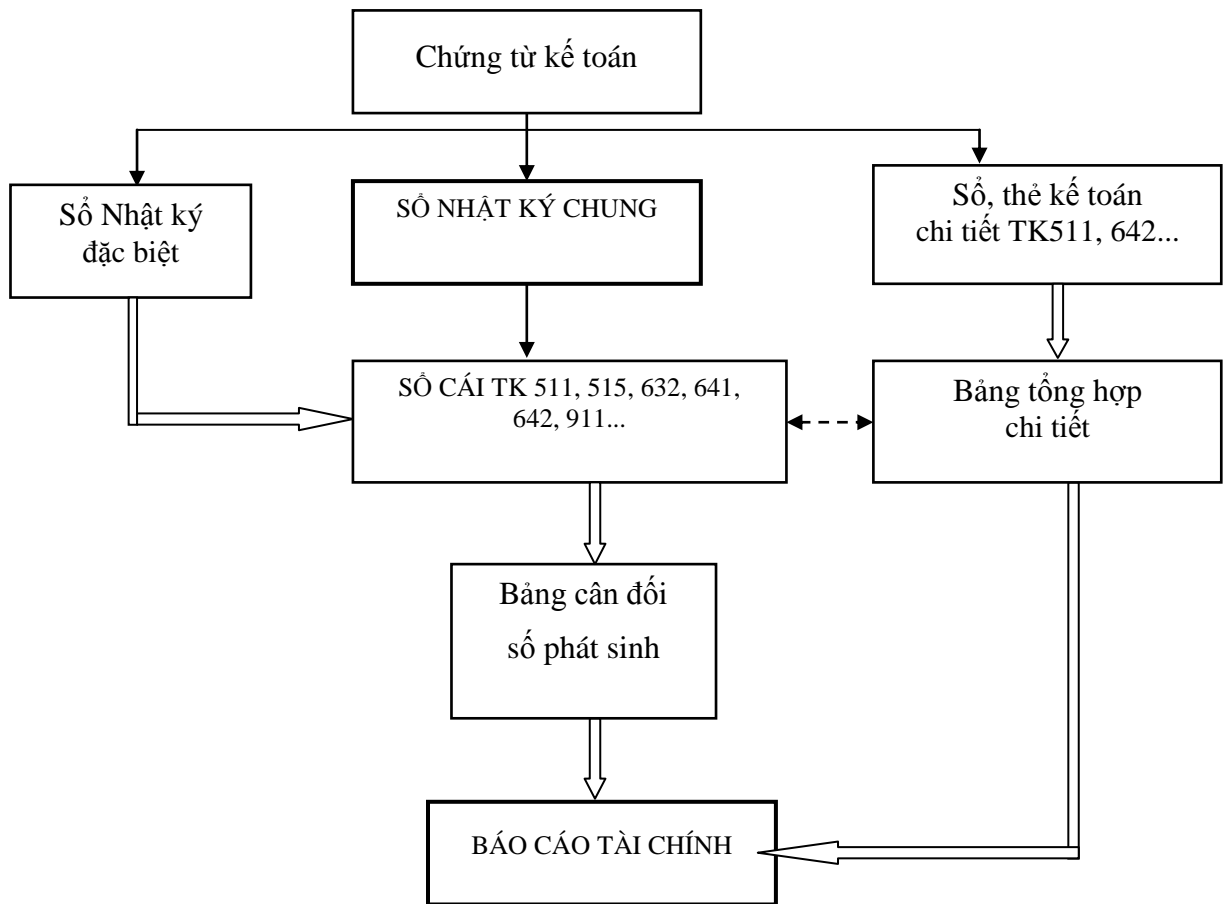 Chứng từ kế toán
Sổ Nhật ký
đặc biệt
SỔ NHẬT KÝ CHUNG
Sổ, thẻ kế toán
chi tiết TK511, 642...
SỔ CÁI TK 511, 515, 632, 641,
642, 911...
Bảng tổng hợp
chi tiết
Bảng cân đối
số phát sinh
BÁO CÁO TÀI CHÍNH